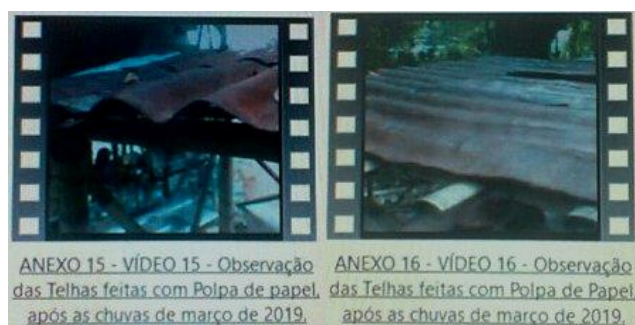 ANEXO 15 - VÍDEO 15 - Observação
das Telhas feitas com Polpa de papel,
após as chuvas de março de 2019.
ANEXO 16 - VÍDEO 16 - Observação
das Telhas feitas com Polpa de Papel
após as chuvas de março de 2019.